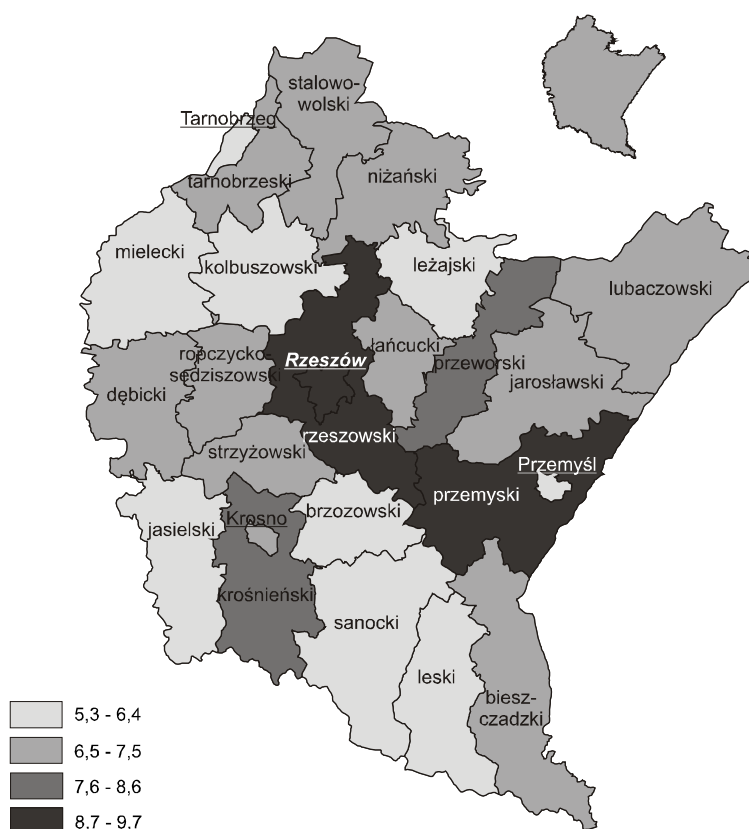 stalowo-
wolski
Tarnobrzeg
tarnobrzeski
niżański
mielecki
kolbuszowski
leżajski
lubaczowski
ropczycko-
sędziszowski
Rzeszów
łańcucki
przeworski
jarosławski
dębicki
rzeszowski
strzyżowski
Przemyśl
przemyski
jasielski
Krosno
brzozowski
krośnieński
sanocki
leski
biesz-
czadzki
5,3 - 6,4
6,5 - 7,5
7,6 - 8,6
8,7 - 9,7